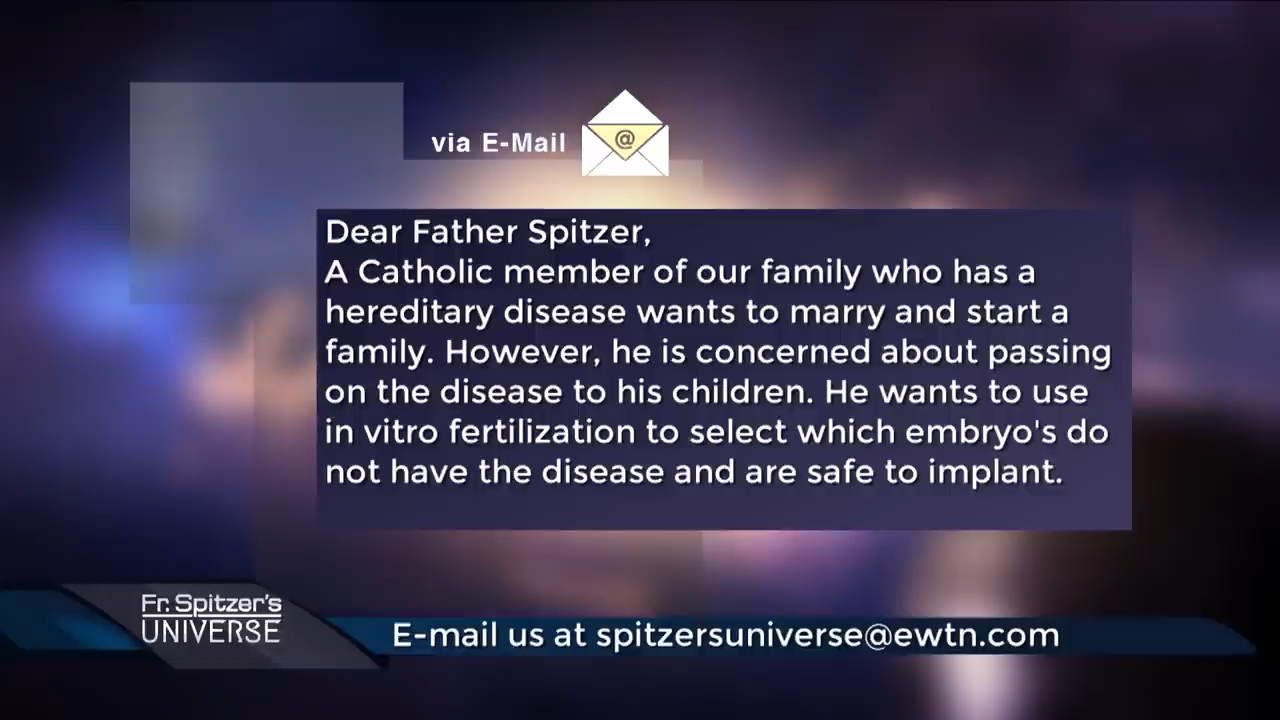 via E-Mail
@
Dear Father Spitzer,
A Catholic member of our family who has a
hereditary disease wants to marry and start a
family. However, he is concerned about passing
on the disease to his children. He wants to use
in vitro fertilization to select which embryo's do
not have the disease and are safe to implant.
Fr. Spitzer's
UNIVERSE
E-mail us at spitzersuniverse@ewtn.com